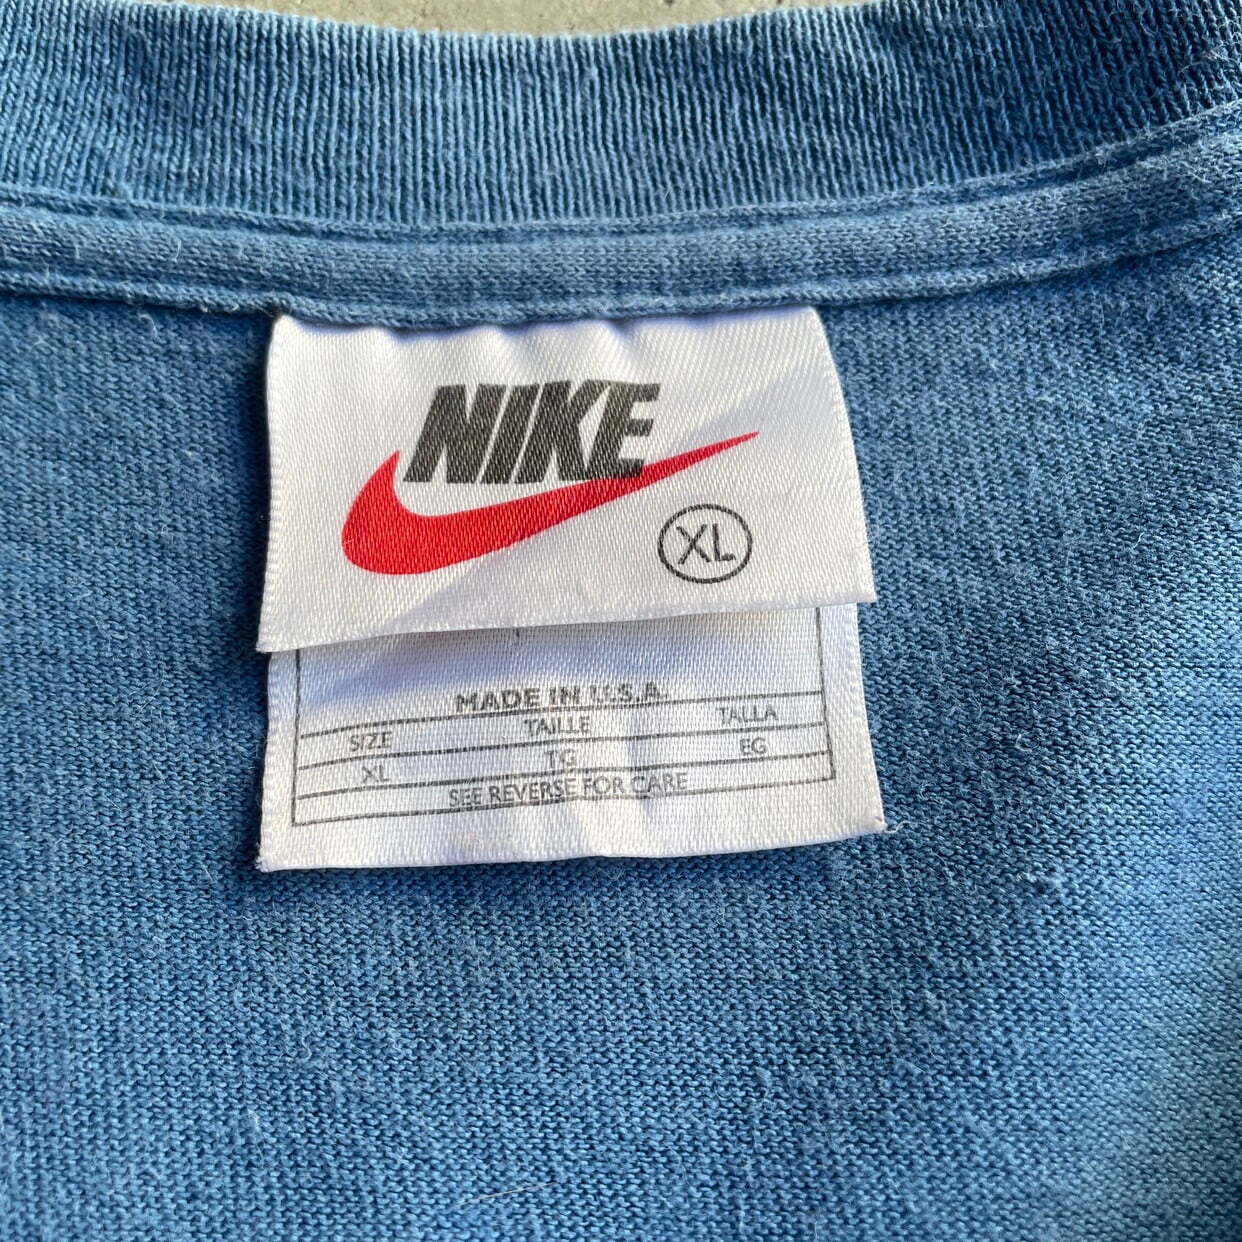 NIKE
XL
MADE IN U.S.A.
SIZE TAILLE TALLA
XL TG EG
SEE REVERSE FOR CARE